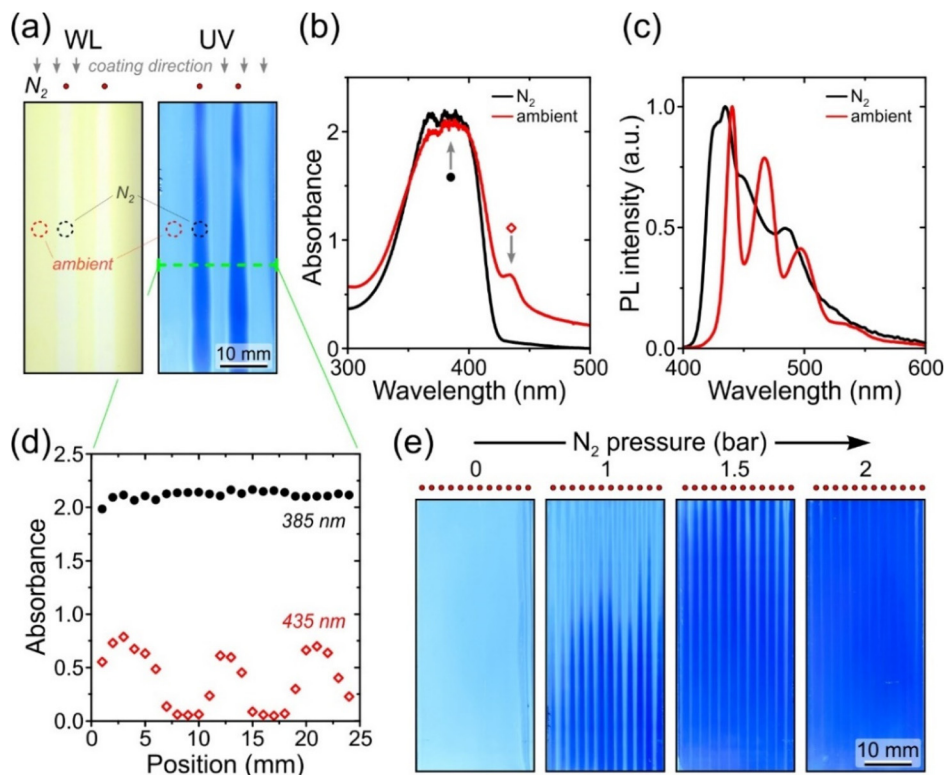 (a) WL UV
coating direction
N₂
N₂
ambient
10 mm
(b)
N₂
ambient
2
1
0
Absorbance
300 400 500
Wavelength (nm)
(c)
N₂
ambient
1.0
0.5
0.0
PL intensity (a.u.)
400 500 600
Wavelength (nm)
(d)
2.5
2.0
1.5
1.0
0.5
0.0
Absorbance
385 nm
435 nm
0 5 10 15 20 25
Position (mm)
(e) N₂ pressure (bar)
0 1 1.5 2
10 mm